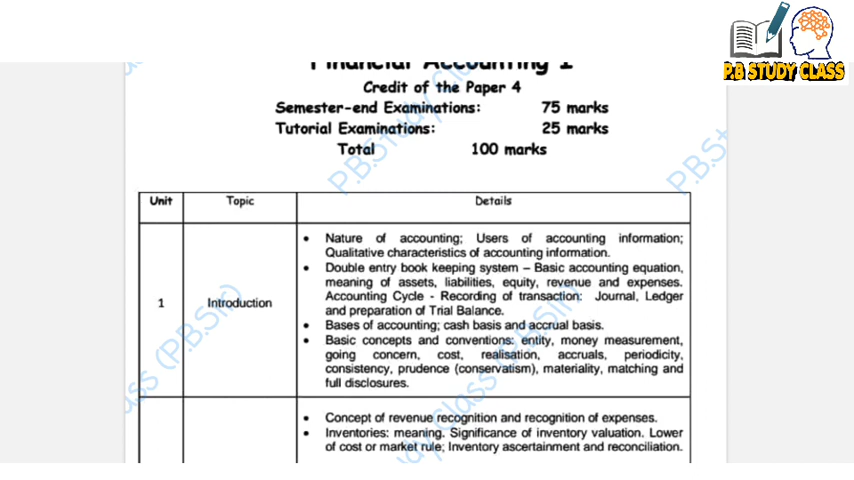 P.B STUDY CLASS
Financial Accounting 1
Credit of the Paper 4
Semester-end Examinations: 75 marks
Tutorial Examinations: 25 marks
Total 100 marks
Unit Topic Details
1 Introduction
• Nature of accounting; Users of accounting information;
Qualitative characteristics of accounting information.
• Double entry book keeping system – Basic accounting equation,
meaning of assets, liabilities, equity, revenue and expenses.
Accounting Cycle - Recording of transaction: Journal, Ledger
and preparation of Trial Balance.
• Bases of accounting; cash basis and accrual basis.
• Basic concepts and conventions: entity, money measurement,
going concern, cost, realisation, accruals, periodicity,
consistency, prudence (conservatism), materiality, matching and
full disclosures.
• Concept of revenue recognition and recognition of expenses.
• Inventories: meaning. Significance of inventory valuation. Lower
of cost or market rule; Inventory ascertainment and reconciliation.